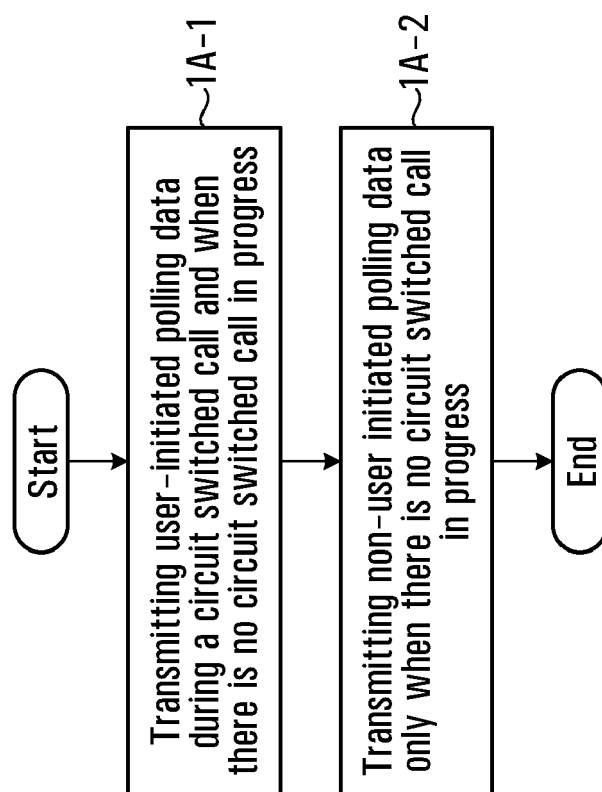 Start
Transmitting user-initiated polling data
during a circuit switched call and when
there is no circuit switched call in progress
1A-1
Transmitting non-user initiated polling data
only when there is no circuit switched call
in progress
1A-2
End